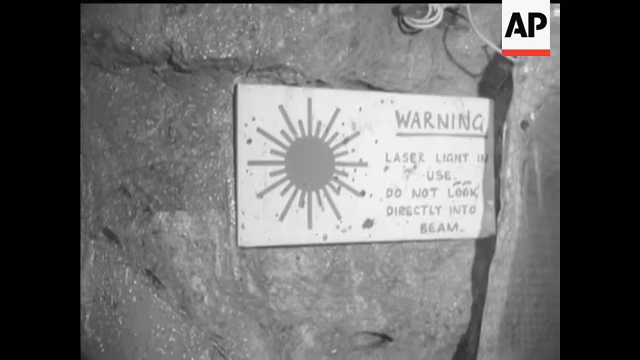 AP
WARNING
LASER LIGHT IN
USE.
DO NOT LOOK
DIRECTLY INTO
BEAM.